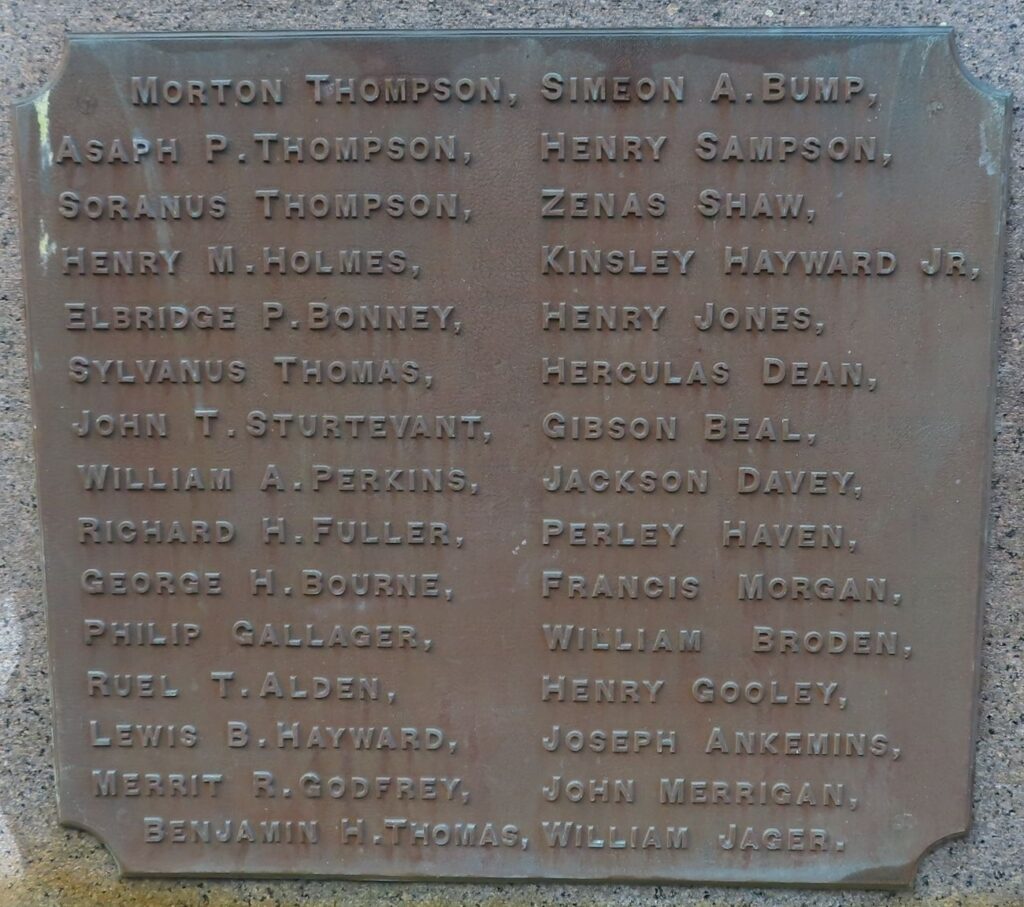 MORTON THOMPSON, SIMEON A. BUMP,
ASAPH P. THOMPSON, HENRY SAMPSON,
SORANUS THOMPSON, ZENAS SHAW,
HENRY M. HOLMES, KINSLEY HAYWARD JR,
ELBRIDGE P. BONNEY, HENRY JONES,
SYLVANUS THOMAS, HERCULAS DEAN,
JOHN T. STURTEVANT, GIBSON BEAL,
WILLIAM A. PERKINS, JACKSON DAVEY,
RICHARD H. FULLER, PERLEY HAVEN,
GEORGE H. BOURNE, FRANCIS MORGAN,
PHILIP GALLAGER, WILLIAM BRODEN,
RUEL T. ALDEN, HENRY GOOLEY,
LEWIS B. HAYWARD, JOSEPH ANKEMINS,
MERRIT R. GODFREY, JOHN MERRIGAN,
BENJAMIN H. THOMAS, WILLIAM JAGER.